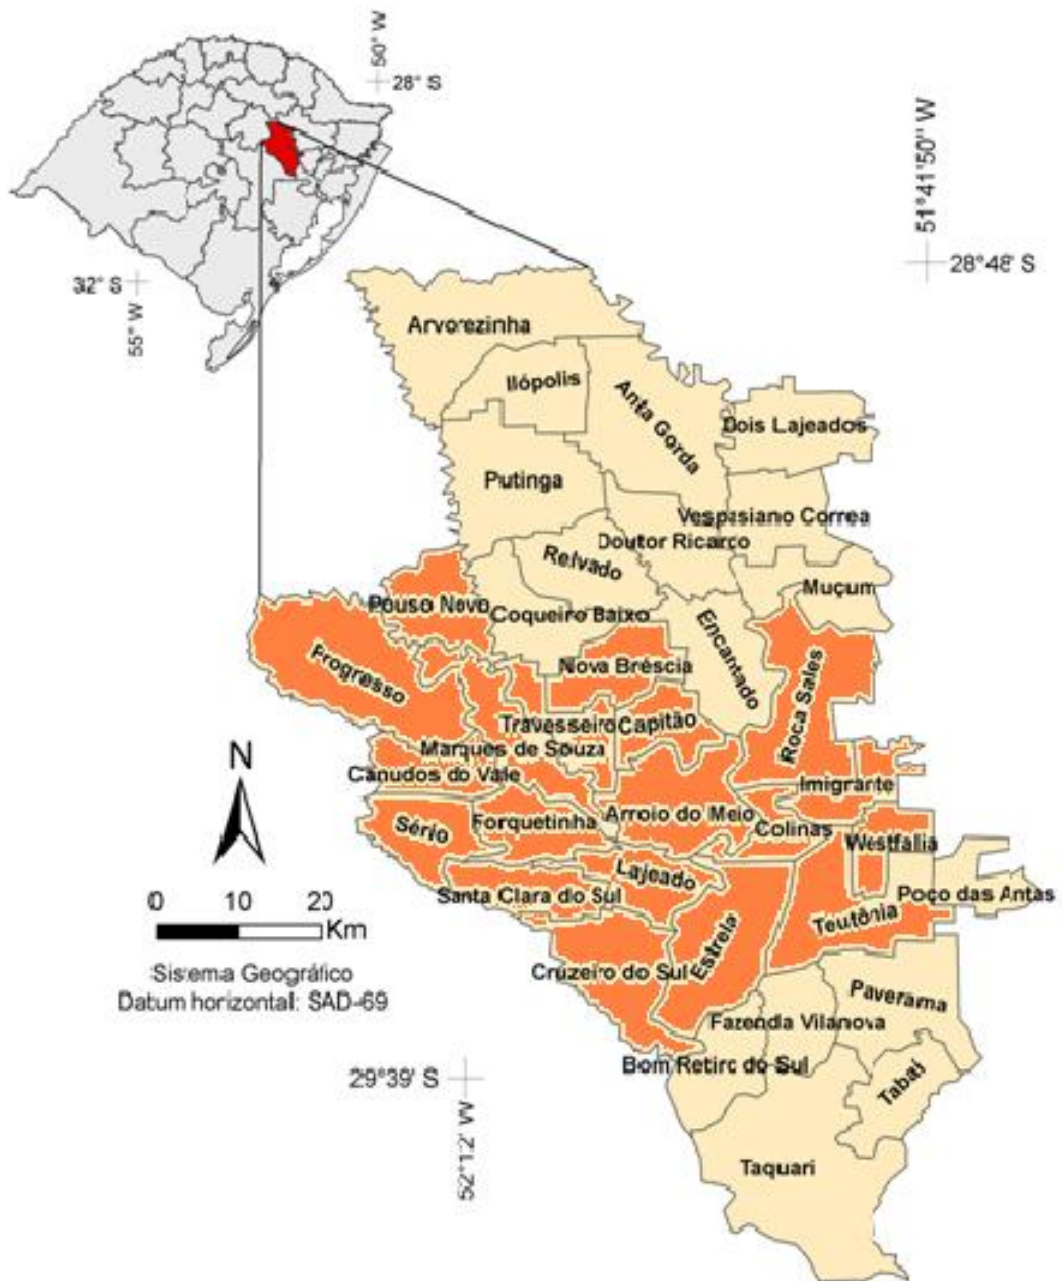 50° W
28° S
32° S
55° W
51°41'50" W
28°48' S
Arvorezinha
Ilópolis
Anta Gorda
Dois Lajeados
Putinga
Vespasiano Correa
Doutor Ricarco
Relvado
Muçum
Pouso Novo
Coqueiro Baixo
Encantado
Nova Bréscia
Progresso
Roca Sales
Travesseiro
Capitão
Marques de Souza
Canudos do Vale
Imigrante
N
Sério
Forquetinha
Arroio do Meio
Colinas
Westfália
Lajeado
Santa Clara do Sul
Poço das Antas
0 10 20
Km
Teutônia
Estrela
Sistema Geográfico
Datum horizontal: SAD-69
Cruzeiro do Sul
Paverama
Fazendia Vilanova
Bom Retiro do Sul
29°39' S
Tabaí
52°12' W
Taquari